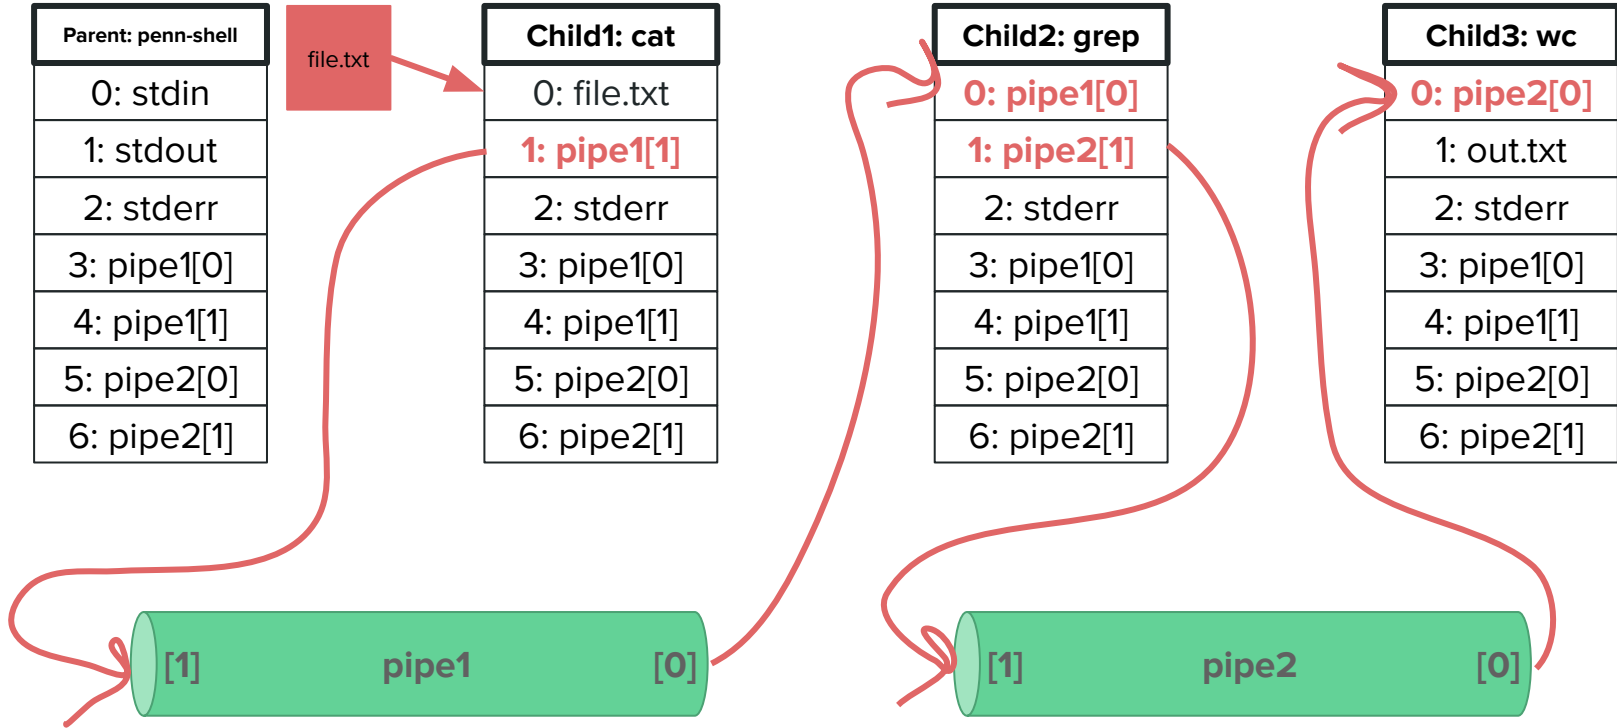 Parent: penn-shell
0: stdin
1: stdout
2: stderr
3: pipe1[0]
4: pipe1[1]
5: pipe2[0]
6: pipe2[1]
file.txt
Child1: cat
0: file.txt
1: pipe1[1]
2: stderr
3: pipe1[0]
4: pipe1[1]
5: pipe2[0]
6: pipe2[1]
Child2: grep
0: pipe1[0]
1: pipe2[1]
2: stderr
3: pipe1[0]
4: pipe1[1]
5: pipe2[0]
6: pipe2[1]
Child3: wc
0: pipe2[0]
1: out.txt
2: stderr
3: pipe1[0]
4: pipe1[1]
5: pipe2[0]
6: pipe2[1]
[1] pipe1 [0]
[1] pipe2 [0]